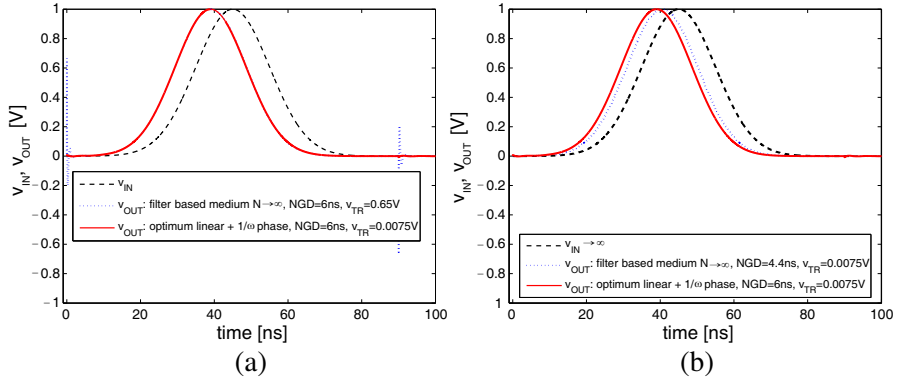 1
0.8
0.6
0.4
0.2
0
−0.2
−0.4
−0.6
−0.8
−1
v_IN, v_OUT [V]
v_IN
v_OUT: filter based medium N→∞, NGD=6ns, v_TR=0.65V
v_OUT: optimum linear + 1/ω phase, NGD=6ns, v_TR=0.0075V
0 20 40 60 80 100
time [ns]
(a)
1
0.8
0.6
0.4
0.2
0
−0.2
−0.4
−0.6
−0.8
−1
v_IN, v_OUT [V]
v_IN →∞
v_OUT: filter based medium N→∞, NGD=4.4ns, v_TR=0.0075V
v_OUT: optimum linear + 1/ω phase, NGD=6ns, v_TR=0.0075V
0 20 40 60 80 100
time [ns]
(b)